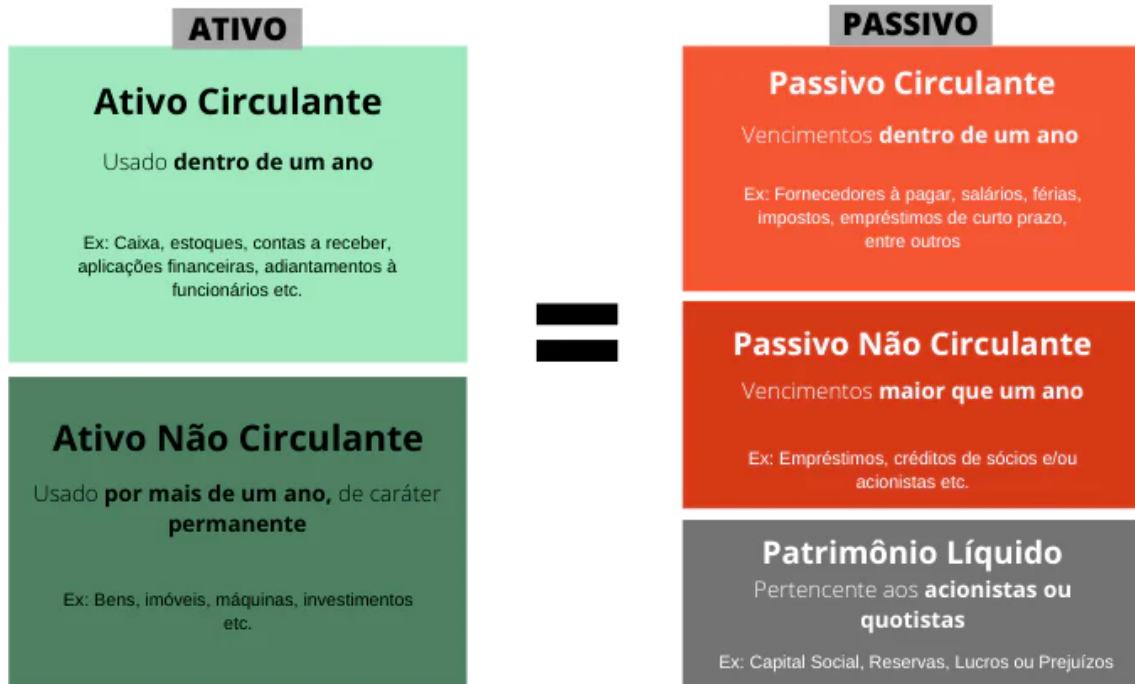 ATIVO
Ativo Circulante
Usado dentro de um ano
Ex: Caixa, estoques, contas a receber,
aplicações financeiras, adiantamentos à
funcionários etc.
Ativo Não Circulante
Usado por mais de um ano, de caráter
permanente
Ex: Bens, imóveis, máquinas, investimentos
etc.
=
PASSIVO
Passivo Circulante
Vencimentos dentro de um ano
Ex: Fornecedores à pagar, salários, férias,
impostos, empréstimos de curto prazo,
entre outros
Passivo Não Circulante
Vencimentos maior que um ano
Ex: Empréstimos, créditos de sócios e/ou
acionistas etc.
Patrimônio Líquido
Pertencente aos acionistas ou
quotistas
Ex: Capital Social, Reservas, Lucros ou Prejuízos